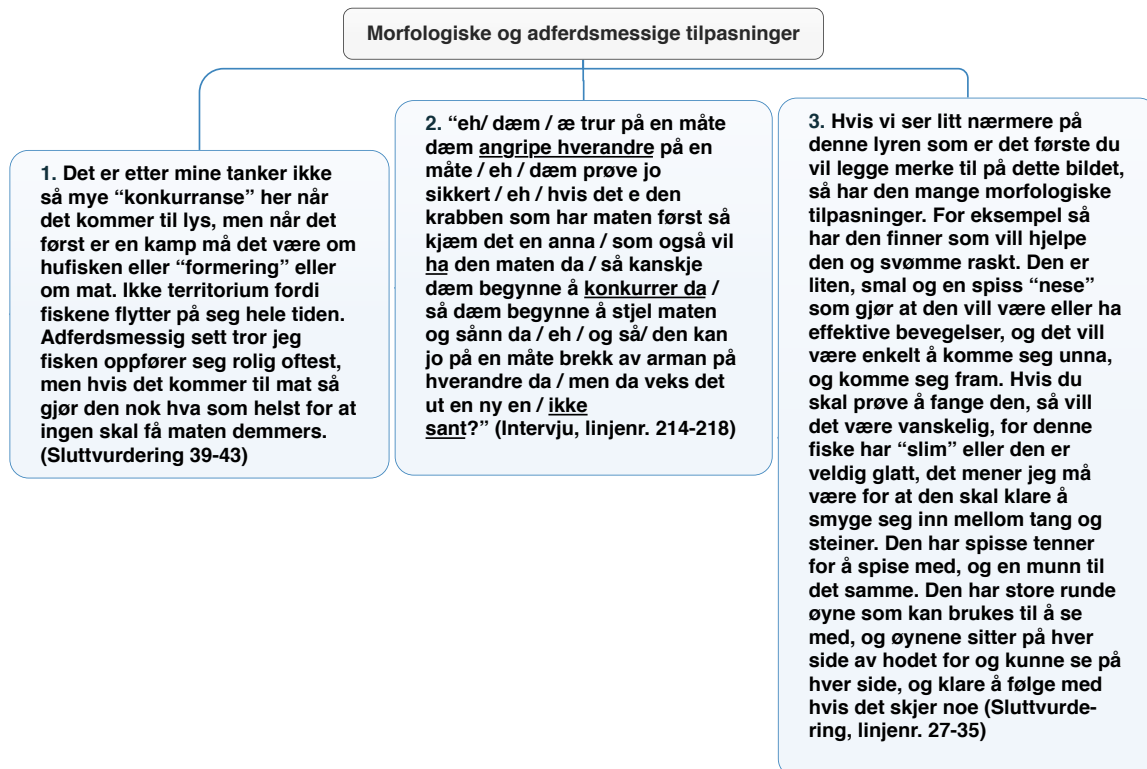 Morfologiske og adferdsmessige tilpasninger
1. Det er etter mine tanker ikke
så mye “konkurranse” her når
det kommer til lys, men når det
først er en kamp må det være om
hufisken eller “formering” eller
om mat. Ikke territorium fordi
fiskene flytter på seg hele tiden.
Adferdsmessig sett tror jeg
fisken oppfører seg rolig oftest,
men hvis det kommer til mat så
gjør den nok hva som helst for at
ingen skal få maten demmers.
(Sluttvurdering 39-43)
2. “eh/ dæm / æ trur på en måte
dæm angripe hverandre på en
måte / eh / dæm prøve jo
sikkert / eh / hvis det e den
krabben som har maten først så
kjæm det en anna / som også vil
ha den maten da / så kanskje
dæm begynne å konkurrer da /
så dæm begynne å stjel maten
og sånn da / eh / og så/ den kan
jo på en måte brekk av arman på
hverandre da / men da veks det
ut en ny en / ikke
sant?” (Intervju, linjenr. 214-218)
3. Hvis vi ser litt nærmere på
denne lyren som er det første du
vil legge merke til på dette bildet,
så har den mange morfologiske
tilpasninger. For eksempel så
har den finner som vill hjelpe
den og svømme raskt. Den er
liten, smal og en spiss “nese”
som gjør at den vill være eller ha
effektive bevegelser, og det vill
være enkelt å komme seg unna,
og komme seg fram. Hvis du
skal prøve å fange den, så vill
det være vanskelig, for denne
fiske har “slim” eller den er
veldig glatt, det mener jeg må
være for at den skal klare å
smyge seg inn mellom tang og
steiner. Den har spisse tenner
for å spise med, og en munn til
det samme. Den har store runde
øyne som kan brukes til å se
med, og øynene sitter på hver
side av hodet for og kunne se på
hver side, og klare å følge med
hvis det skjer noe (Sluttvurde-
ring, linjenr. 27-35)